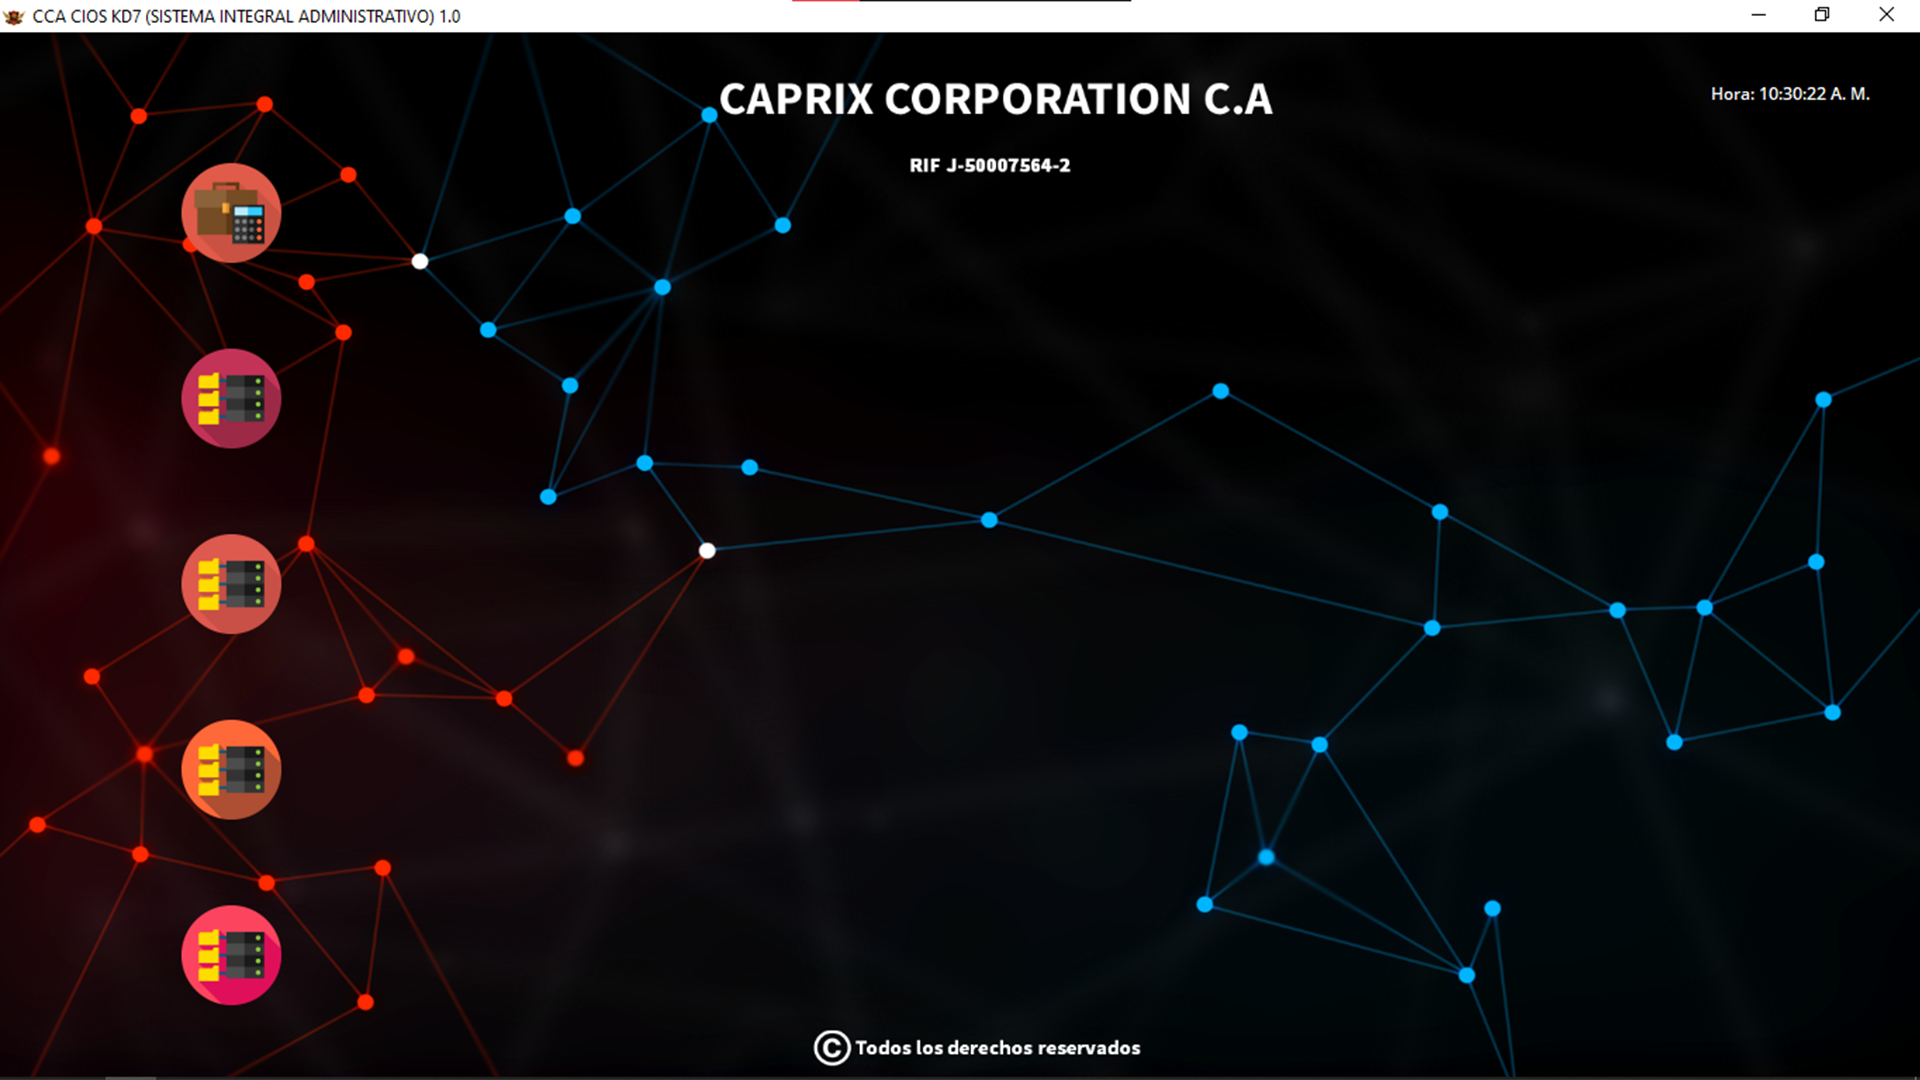 CCA CIOS KD7 (SISTEMA INTEGRAL ADMINISTRATIVO) 1.0
CAPRIX CORPORATION C.A
Hora: 10:30:22 A. M.
RIF J-50007564-2
© Todos los derechos reservados